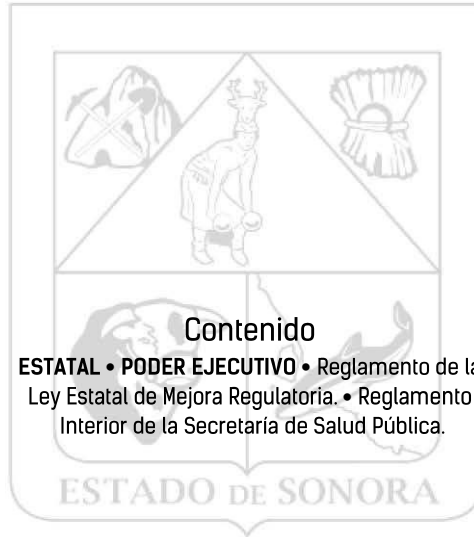 Contenido
ESTATAL • PODER EJECUTIVO • Reglamento de la
Ley Estatal de Mejora Regulatoria. • Reglamento
Interior de la Secretaría de Salud Pública.
ESTADO DE SONORA